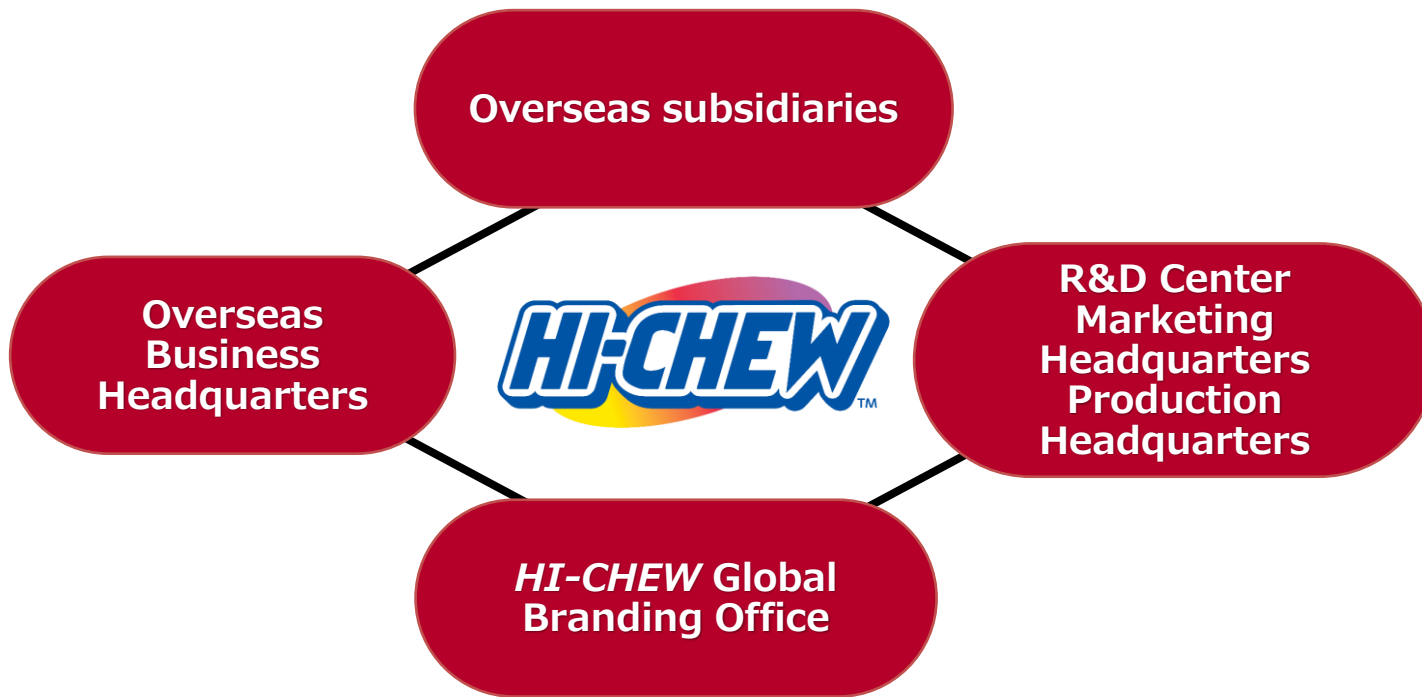 Overseas subsidiaries
Overseas
Business
Headquarters
HI-CHEW
TM
R&D Center
Marketing
Headquarters
Production
Headquarters
HI-CHEW Global
Branding Office